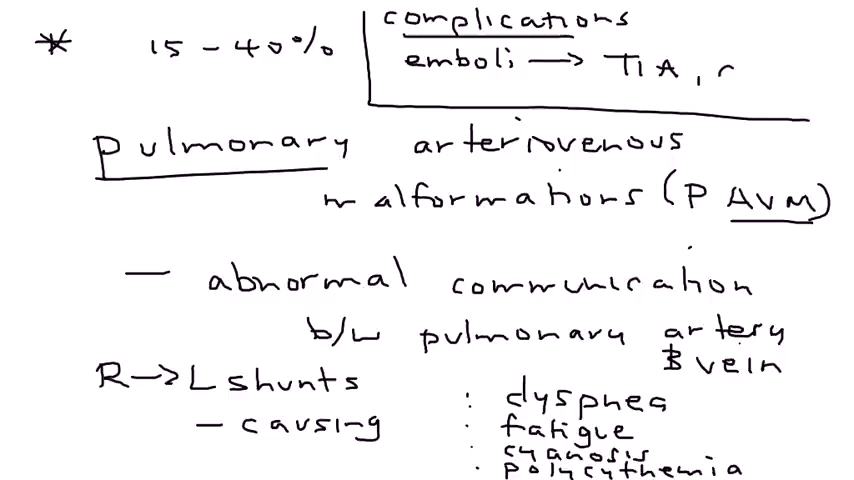 * 15 - 40%
complications
emboli → TIA,
pulmonary arteriovenous
malformations (PAVM)
— abnormal communication
b/w pulmonary artery
& vein
R → L shunts
- causing : dyspnea
. fatigue
. cyanosis
. polycythemia